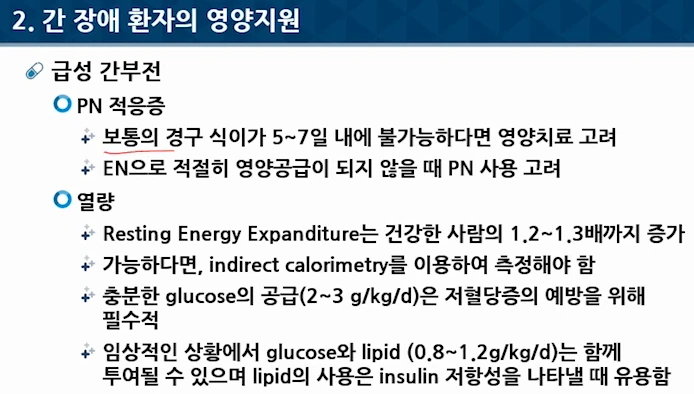 2. 간 장애 환자의 영양지원
급성 간부전
PN 적응증
보통의 경구 식이가 5~7일 내에 불가능하다면 영양치료 고려
EN으로 적절히 영양공급이 되지 않을 때 PN 사용 고려
열량
Resting Energy Expanditure는 건강한 사람의 1.2~1.3배까지 증가
가능하다면, indirect calorimetry를 이용하여 측정해야 함
충분한 glucose의 공급(2~3 g/kg/d)은 저혈당증의 예방을 위해
필수적
임상적인 상황에서 glucose와 lipid (0.8~1.2g/kg/d)는 함께
투여될 수 있으며 lipid의 사용은 insulin 저항성을 나타낼 때 유용함